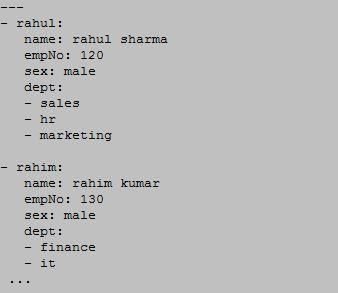 ---
- rahul:
   name: rahul sharma
   empNo: 120
   sex: male
   dept:
   - sales
   - hr
   - marketing

- rahim:
   name: rahim kumar
   empNo: 130
   sex: male
   dept:
   - finance
   - it
 ...